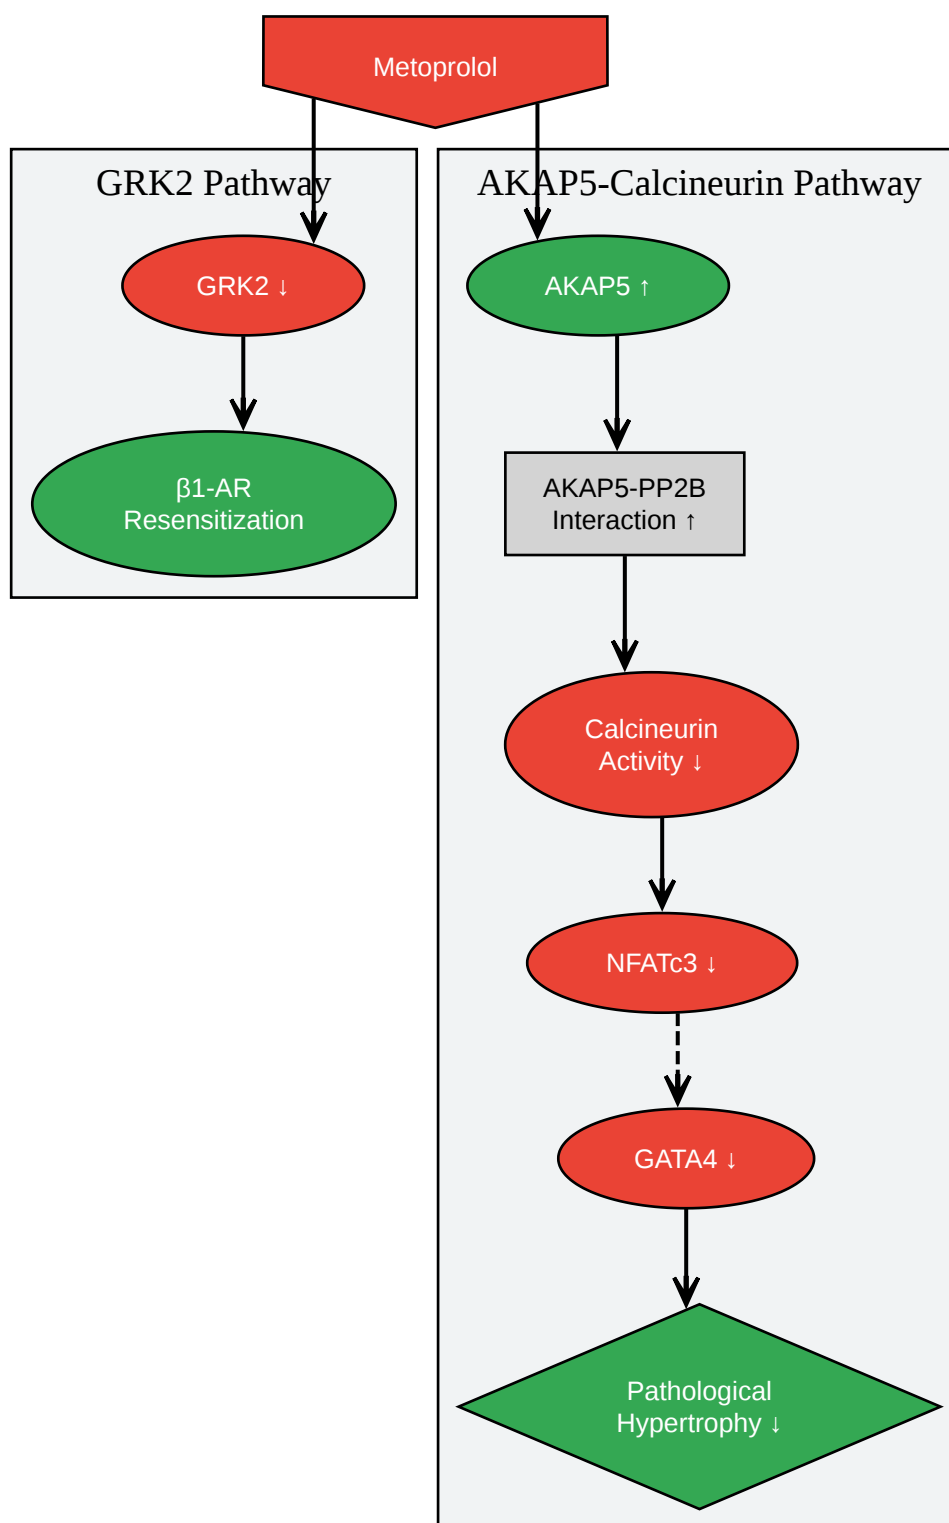 Metoprolol
GRK2 Pathway
GRK2 ↓
β1-AR
Resensitization
AKAP5-Calcineurin Pathway
AKAP5 ↑
AKAP5-PP2B
Interaction ↑
Calcineurin
Activity ↓
NFATc3 ↓
GATA4 ↓
Pathological
Hypertrophy ↓